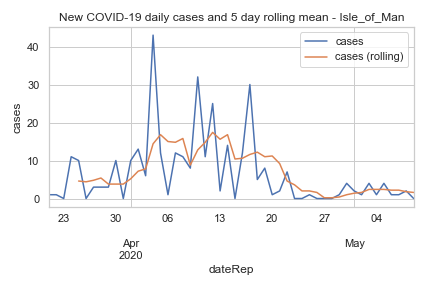 New COVID-19 daily cases and 5 day rolling mean - Isle_of_Man
cases
cases (rolling)
cases
40
30
20
10
0
23 30 06 13 20 27 04
Apr May
2020
dateRep